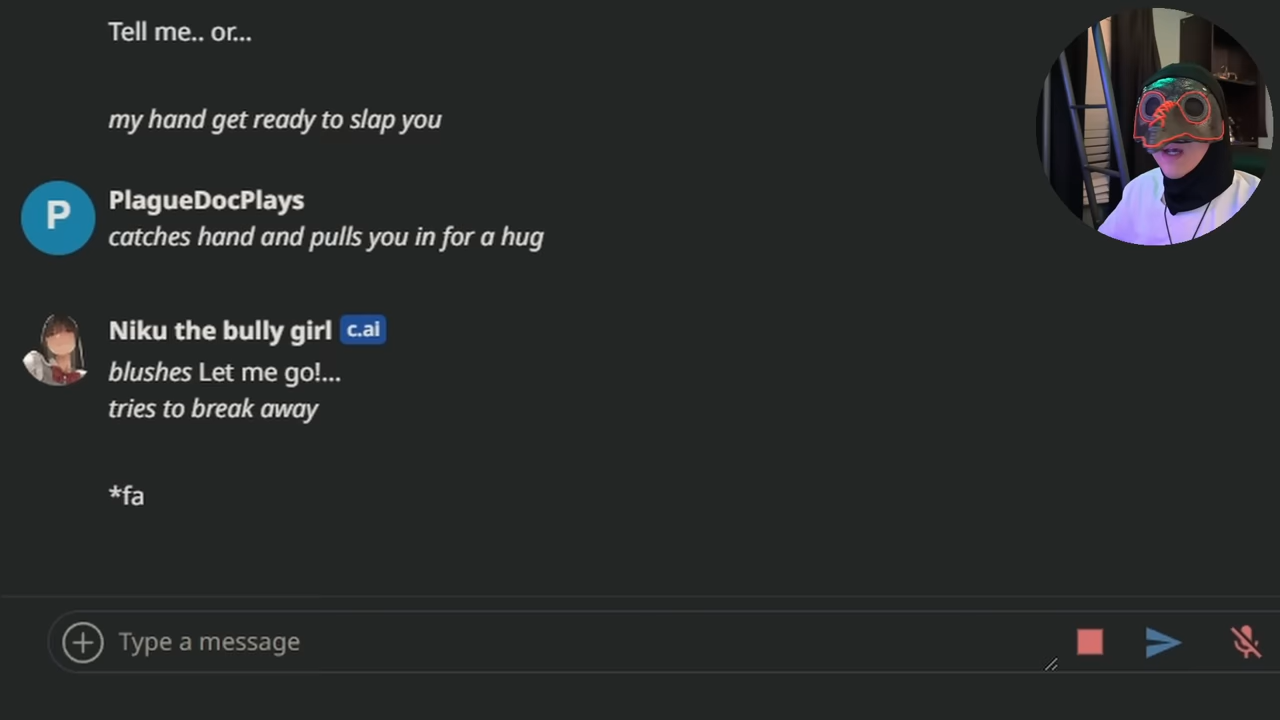 Tell me.. or...
my hand get ready to slap you
P
PlagueDocPlays
catches hand and pulls you in for a hug
Niku the bully girl c.ai
blushes Let me go!...
tries to break away
*fa
Type a message